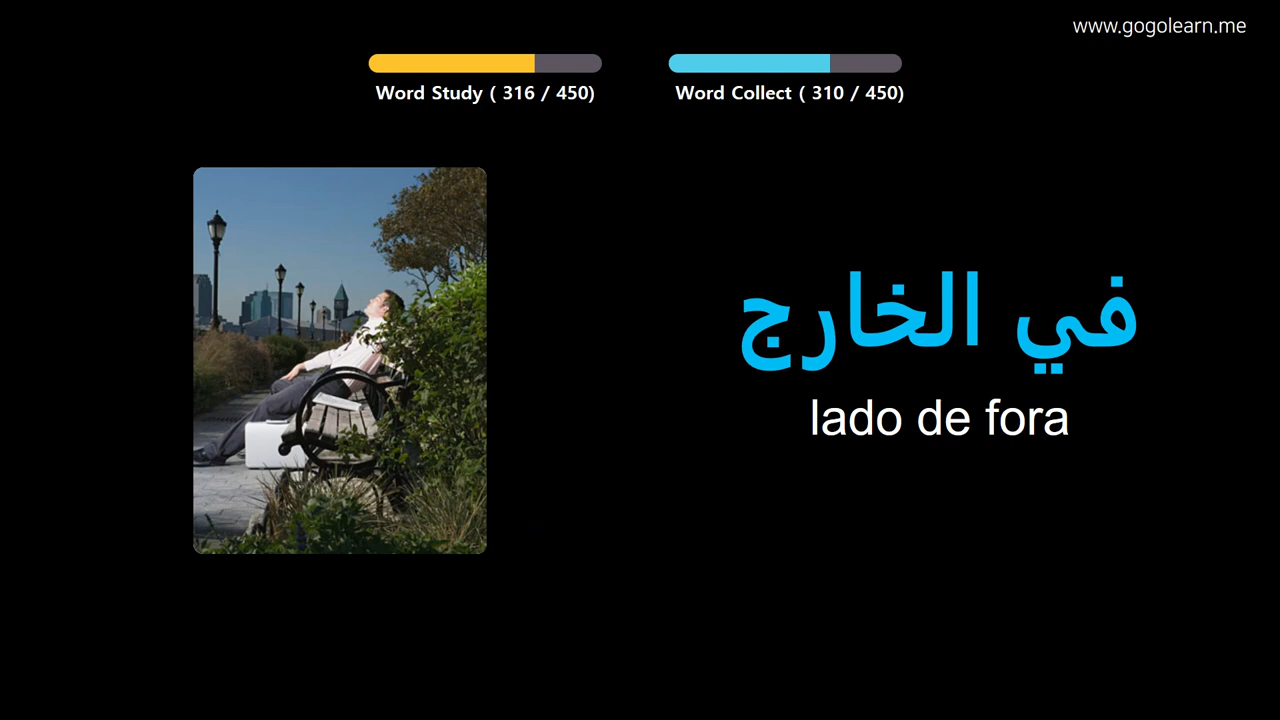 www.gogolearn.me
Word Study ( 316 / 450)
Word Collect ( 310 / 450)
في الخارج
lado de fora